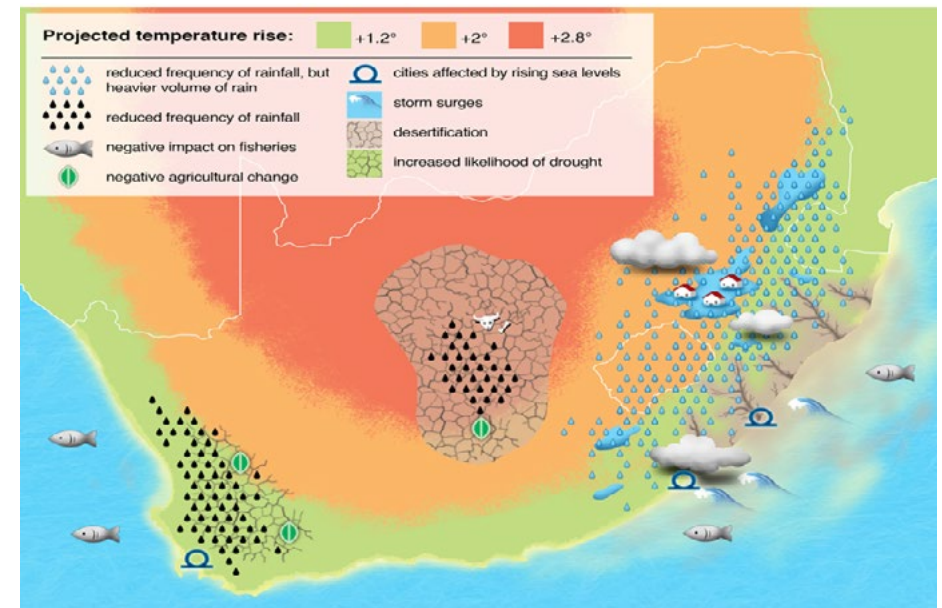 Projected temperature rise: +1.2° +2° +2.8°
reduced frequency of rainfall, but
heavier volume of rain
reduced frequency of rainfall
negative impact on fisheries
negative agricultural change
cities affected by rising sea levels
storm surges
desertification
increased likelihood of drought